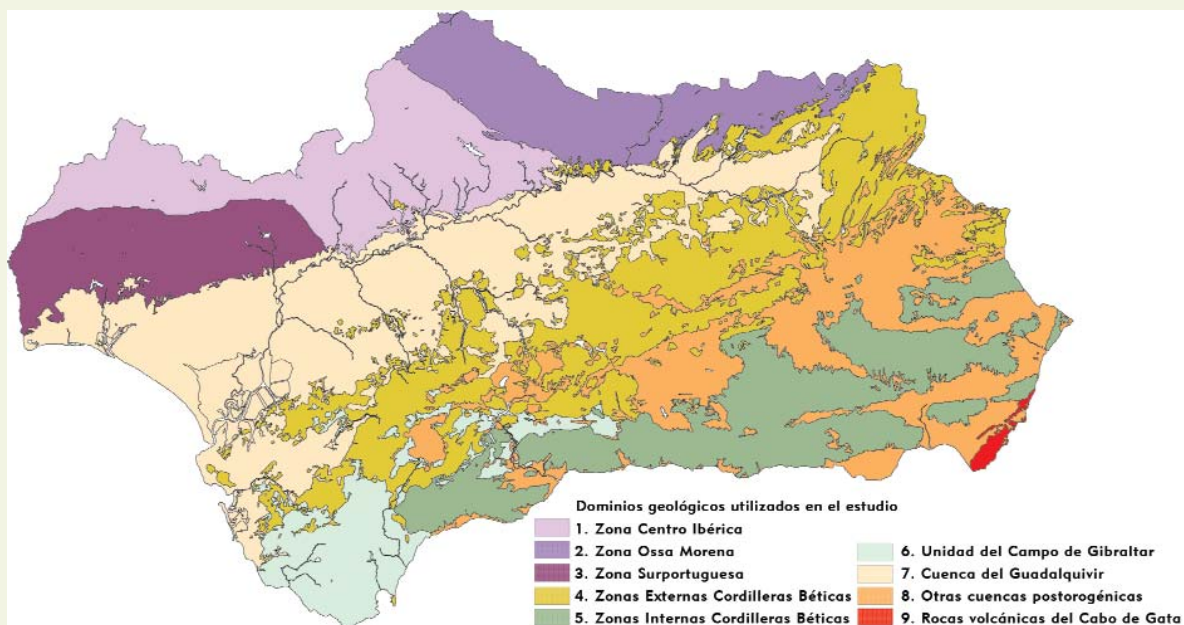 Dominios geológicos utilizados en el estudio
1. Zona Centro Ibérica
2. Zona Ossa Morena
3. Zona Surportuguesa
4. Zonas Externas Cordilleras Béticas
5. Zonas Internas Cordilleras Béticas
6. Unidad del Campo de Gibraltar
7. Cuenca del Guadalquivir
8. Otras cuencas postorogénicas
9. Rocas volcánicas del Cabo de Gata